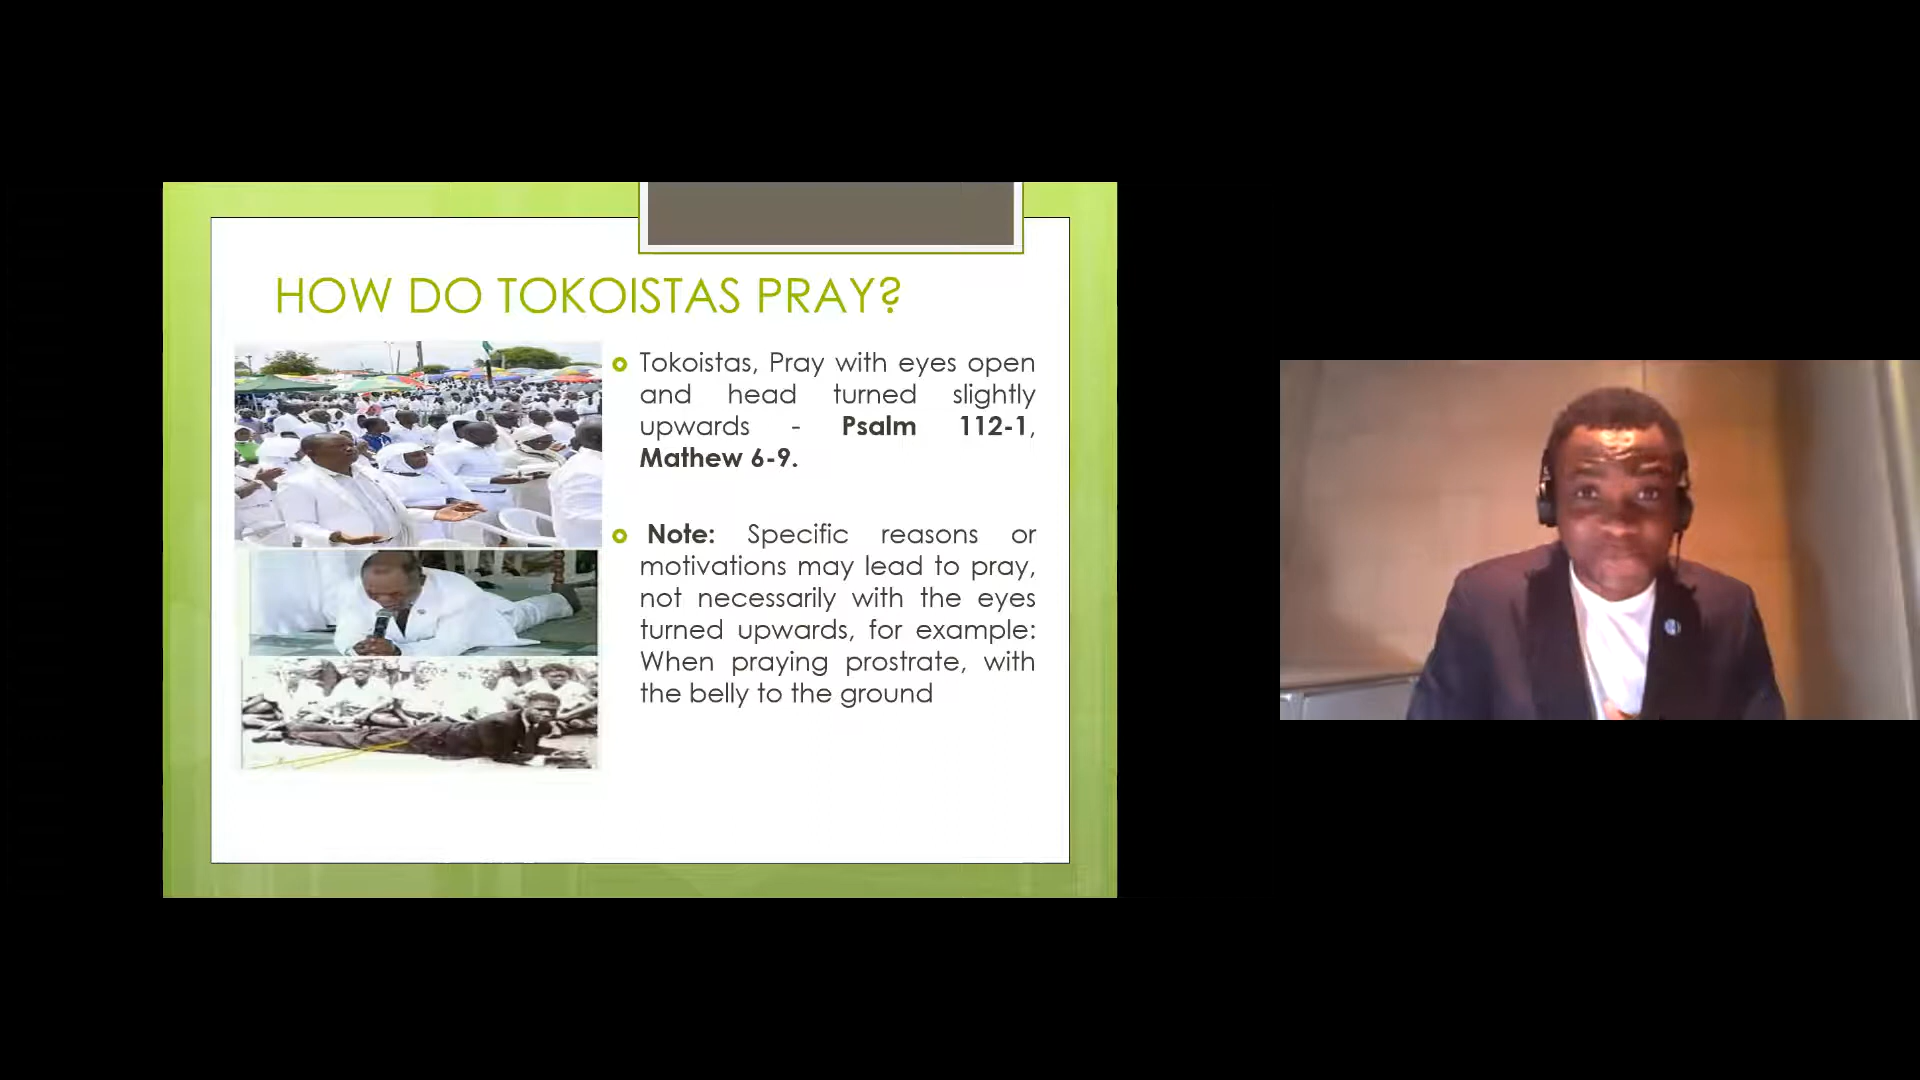 HOW DO TOKOISTAS PRAY?
Tokoistas, Pray with eyes open
and head turned slightly
upwards - Psalm 112-1,
Mathew 6-9.
Note: Specific reasons or
motivations may lead to pray,
not necessarily with the eyes
turned upwards, for example:
When praying prostrate, with
the belly to the ground